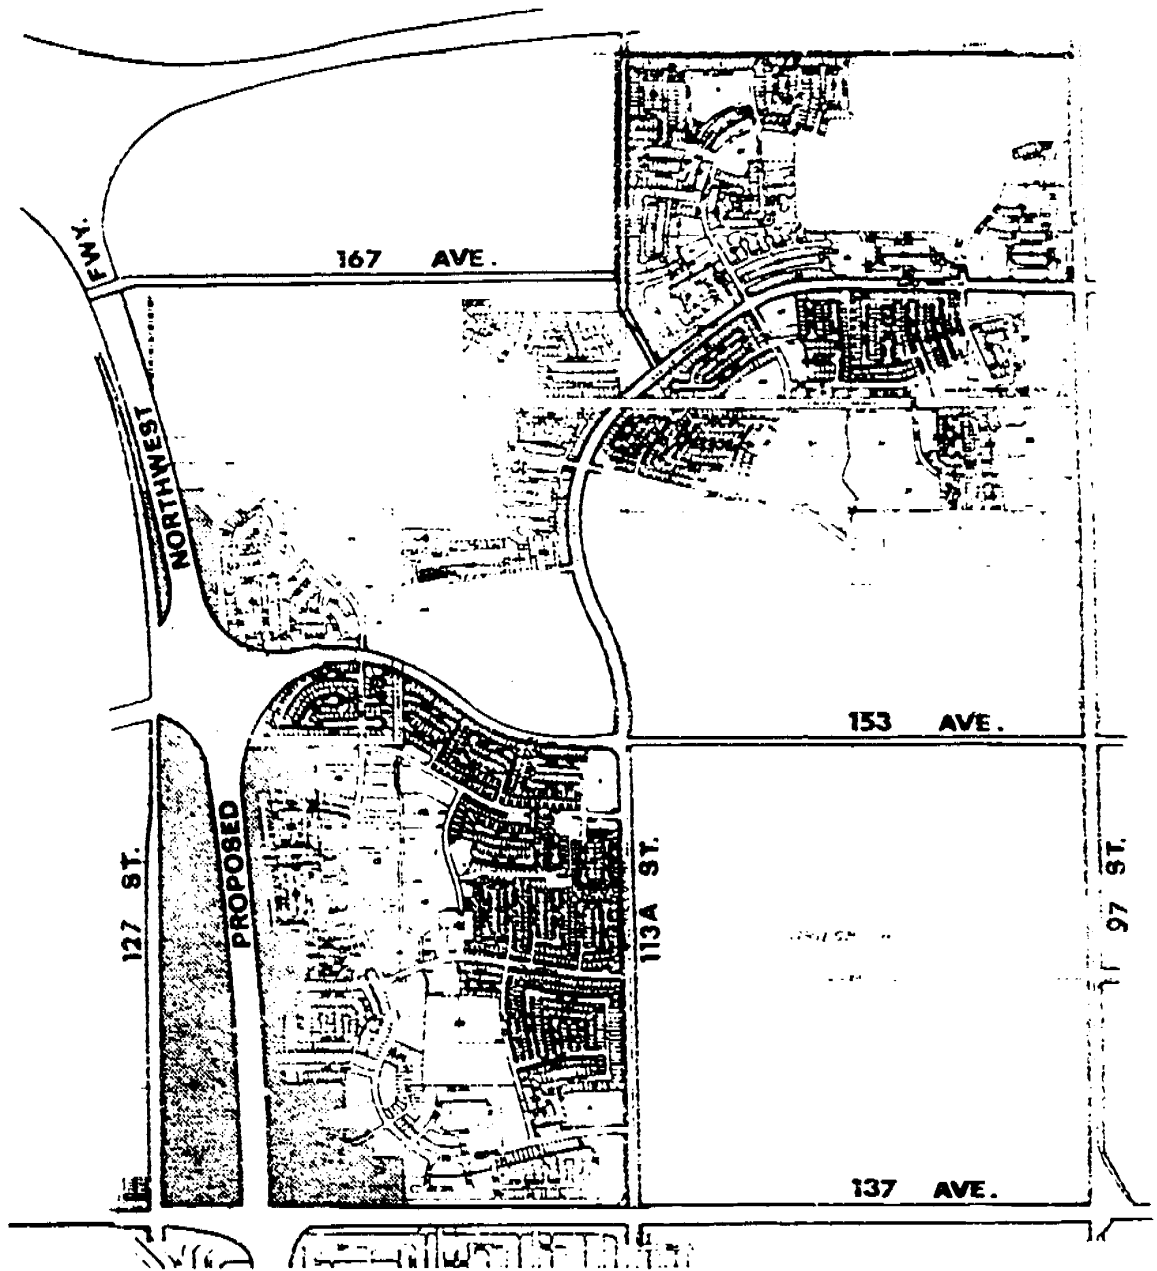 FWY.
167 AVE.
NORTHWEST
153 AVE.
PROPOSED
127 ST.
113A ST.
97 ST.
137 AVE.